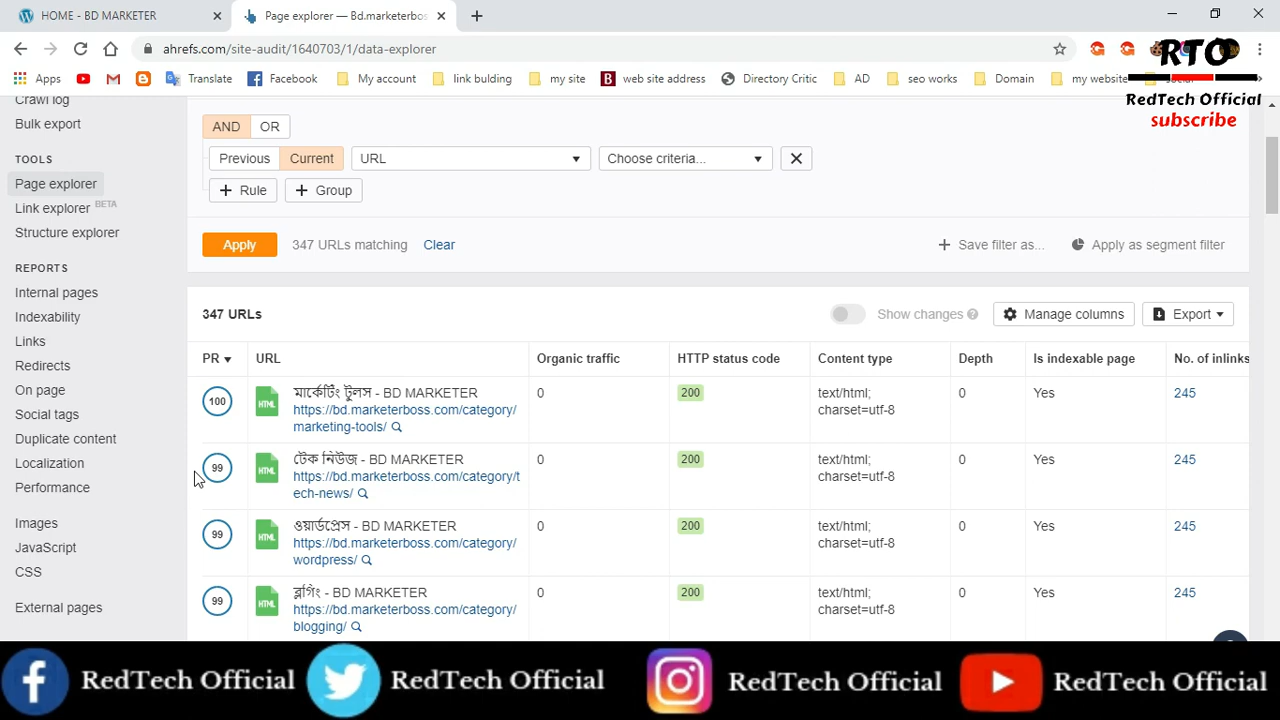 HOME - BD MARKETER
Page explorer — Bd.marketerbos
ahrefs.com/site-audit/1640703/1/data-explorer
Apps
Translate
Facebook
My account
link bulding
my site
web site address
Directory Critic
AD
seo works
Domain
my website
RTO
RedTech Official
subscribe
Crawl log
Bulk export
TOOLS
Page explorer
Link explorer BETA
Structure explorer
REPORTS
Internal pages
Indexability
Links
Redirects
On page
Social tags
Duplicate content
Localization
Performance
Images
JavaScript
CSS
External pages
AND OR
Previous Current URL Choose criteria...
+ Rule + Group
Apply 347 URLs matching Clear + Save filter as... Apply as segment filter
347 URLs Show changes Manage columns Export
PR URL Organic traffic HTTP status code Content type Depth Is indexable page No. of inlinks
100 মার্কেটিং টুলস - BD MARKETER 0 200 text/html; 0 Yes 245
https://bd.marketerboss.com/category/ charset=utf-8
marketing-tools/
99 টেক নিউজ - BD MARKETER 0 200 text/html; 0 Yes 245
https://bd.marketerboss.com/category/t charset=utf-8
ech-news/
99 ওয়ার্ডপ্রেস - BD MARKETER 0 200 text/html; 0 Yes 245
https://bd.marketerboss.com/category/ charset=utf-8
wordpress/
99 ব্লগিং - BD MARKETER 0 200 text/html; 0 Yes 245
https://bd.marketerboss.com/category/ charset=utf-8
blogging/
RedTech Official RedTech Official RedTech Official RedTech Official